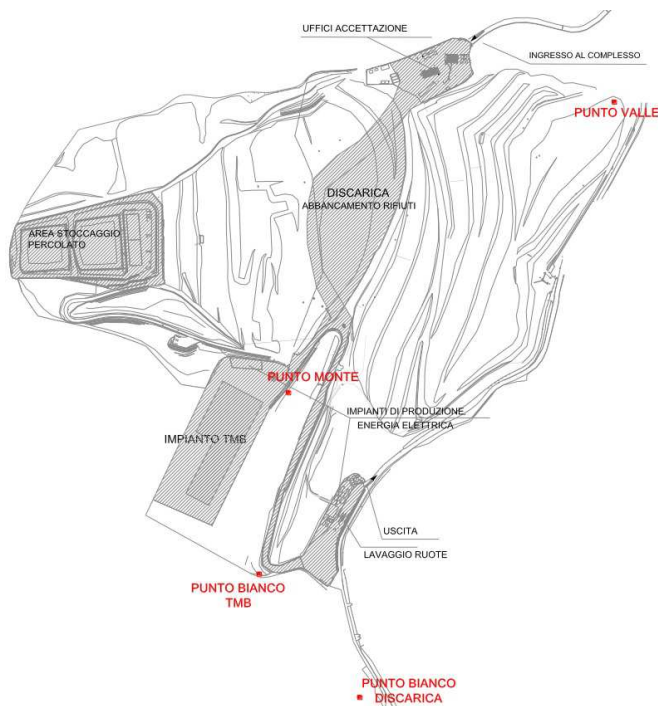 UFFICI ACCETTAZIONE
INGRESSO AL COMPLESSO
PUNTO VALLE
DISCARICA
ABBANCAMENTO RIFIUTI
AREA STOCCAGGIO
PERCOLATO
PUNTO MONTE
IMPIANTI DI PRODUZIONE
ENERGIA ELETTRICA
IMPIANTO TMB
USCITA
LAVAGGIO RUOTE
PUNTO BIANCO
TMB
PUNTO BIANCO
DISCARICA